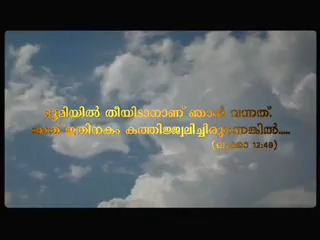 ഭൂമിയിൽ തീയിടാനാണ് ഞാൻ വന്നത്.
അത് ഇതിനകം കത്തിജ്ജ്വലിച്ചിരുന്നെങ്കിൽ.....
(ലൂക്കാ 12:49)